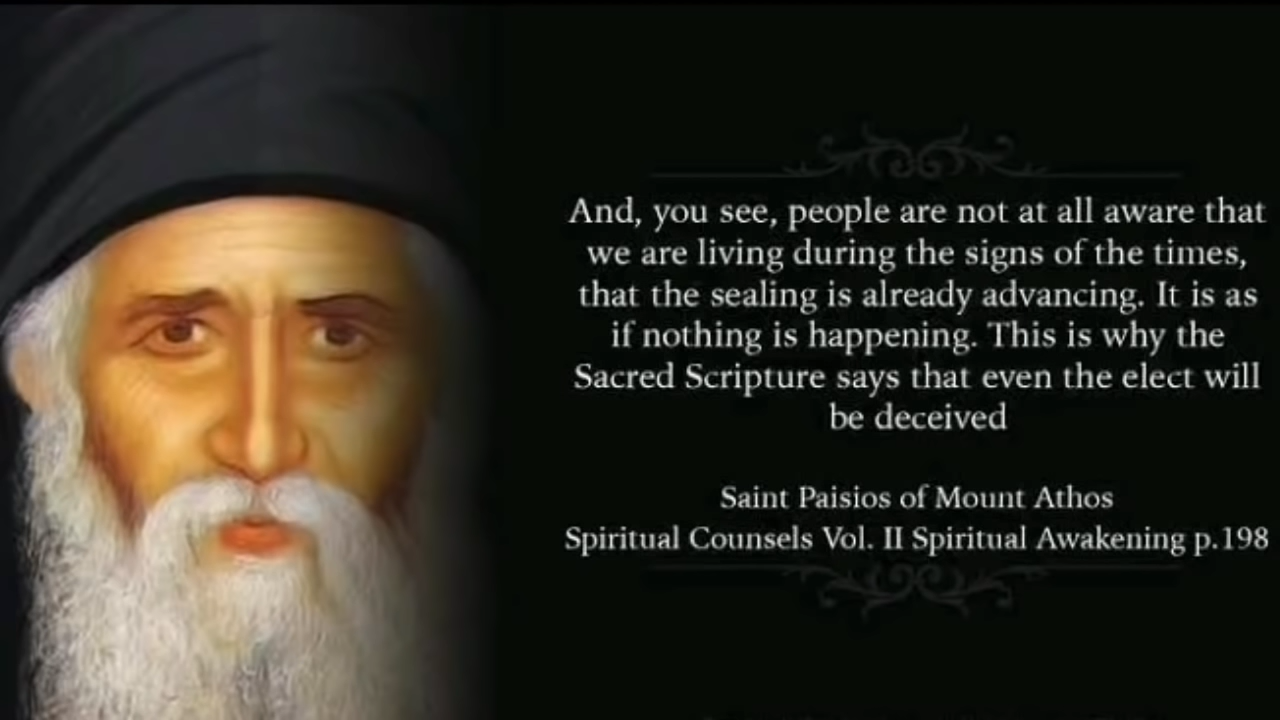 And, you see, people are not at all aware that
we are living during the signs of the times,
that the sealing is already advancing. It is as
if nothing is happening. This is why the
Sacred Scripture says that even the elect will
be deceived
Saint Paisios of Mount Athos
Spiritual Counsels Vol. II Spiritual Awakening p.198